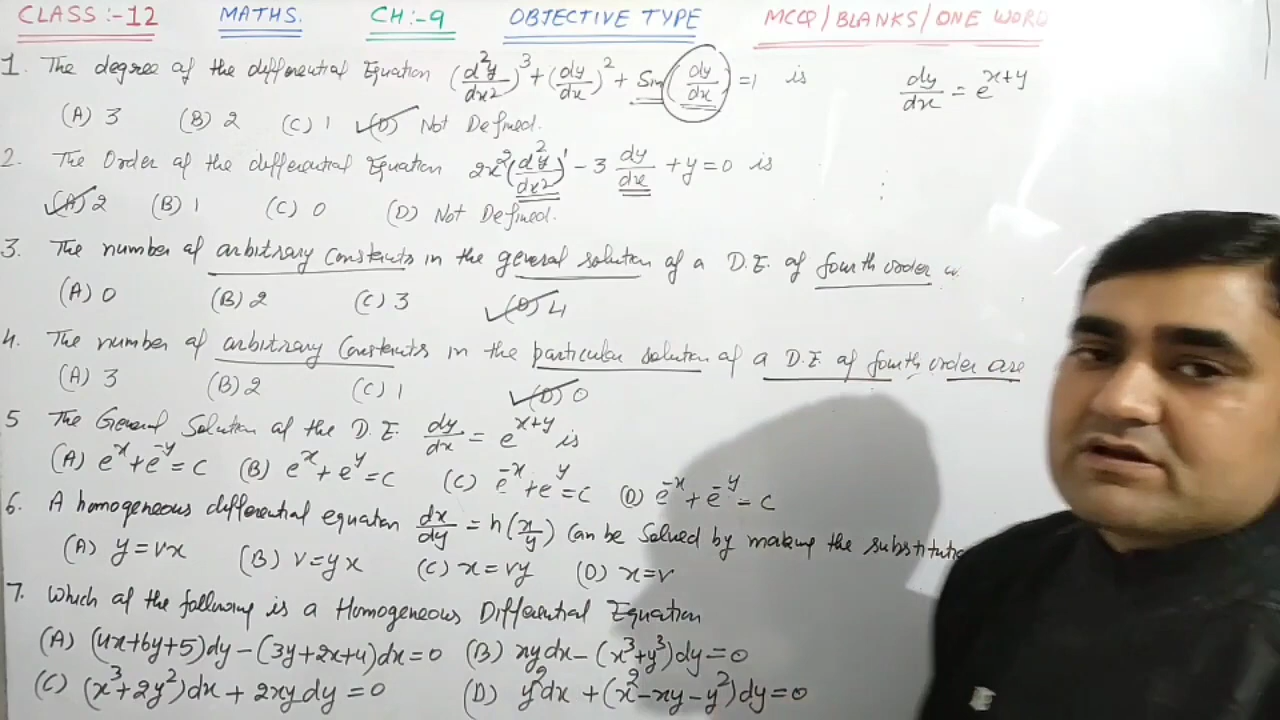 CLASS :- 12 MATHS. CH:- 9 OBJECTIVE TYPE MCQ/BLANKS/ONE WORD
1. The degree of the differential Equation (d²y/dx²)³ + (dy/dx)² + Sin(dy/dx) = 1 is
dy/dx = e^(x+y)
(A) 3 (B) 2 (C) 1 (D) Not Defined.
2. The Order of the differential Equation 2x²(d²y/dx²)¹ - 3 dy/dx + y = 0 is
(A) 2 (B) 1 (C) 0 (D) Not Defined.
3. The number of arbitrary Constants in the general solution of a D.E. of fourth order
(A) 0 (B) 2 (C) 3 (D) 4
4. The number of arbitrary Constants in the particular solution of a D.E. of fourth order are
(A) 3 (B) 2 (C) 1 (D) 0
5 The General Solution of the D.E. dy/dx = e^(x+y) is
(A) e^x + e^-y = C (B) e^x + e^y = C (C) e^-x + e^y = C (D) e^-x + e^-y = C
6. A homogeneous differential equation dx/dy = h(x/y) Can be Solved by making the substitutio
(A) y = vx (B) v = yx (C) x = vy (D) x = v
7. Which of the following is a Homogeneous Differential Equation
(A) (4x+6y+5)dy - (3y+2x+4)dx = 0 (B) xy dx - (x³+y³)dy = 0
(C) (x³+2y²)dx + 2xy dy = 0 (D) y²dx + (x²-xy-y²)dy = 0